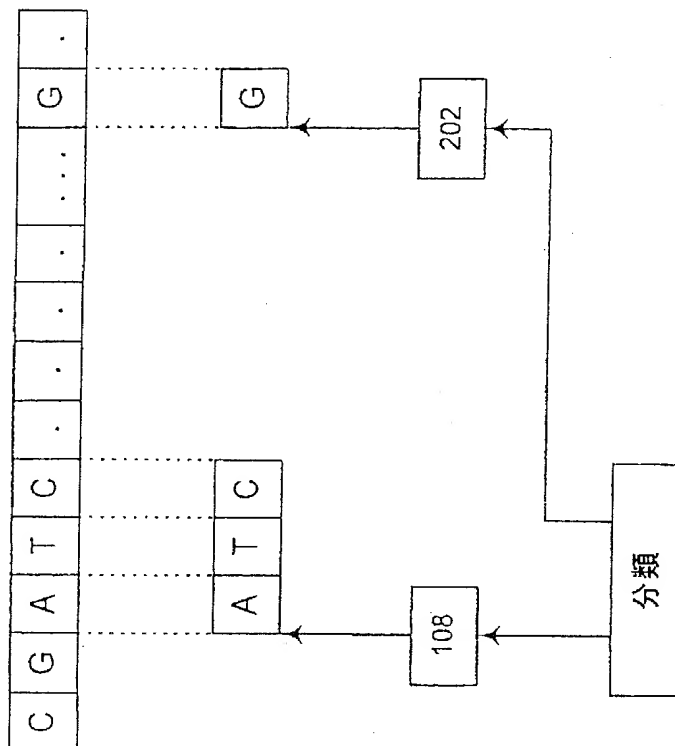 C G A T C . . . . ... G .
A T C G
108 202
分類